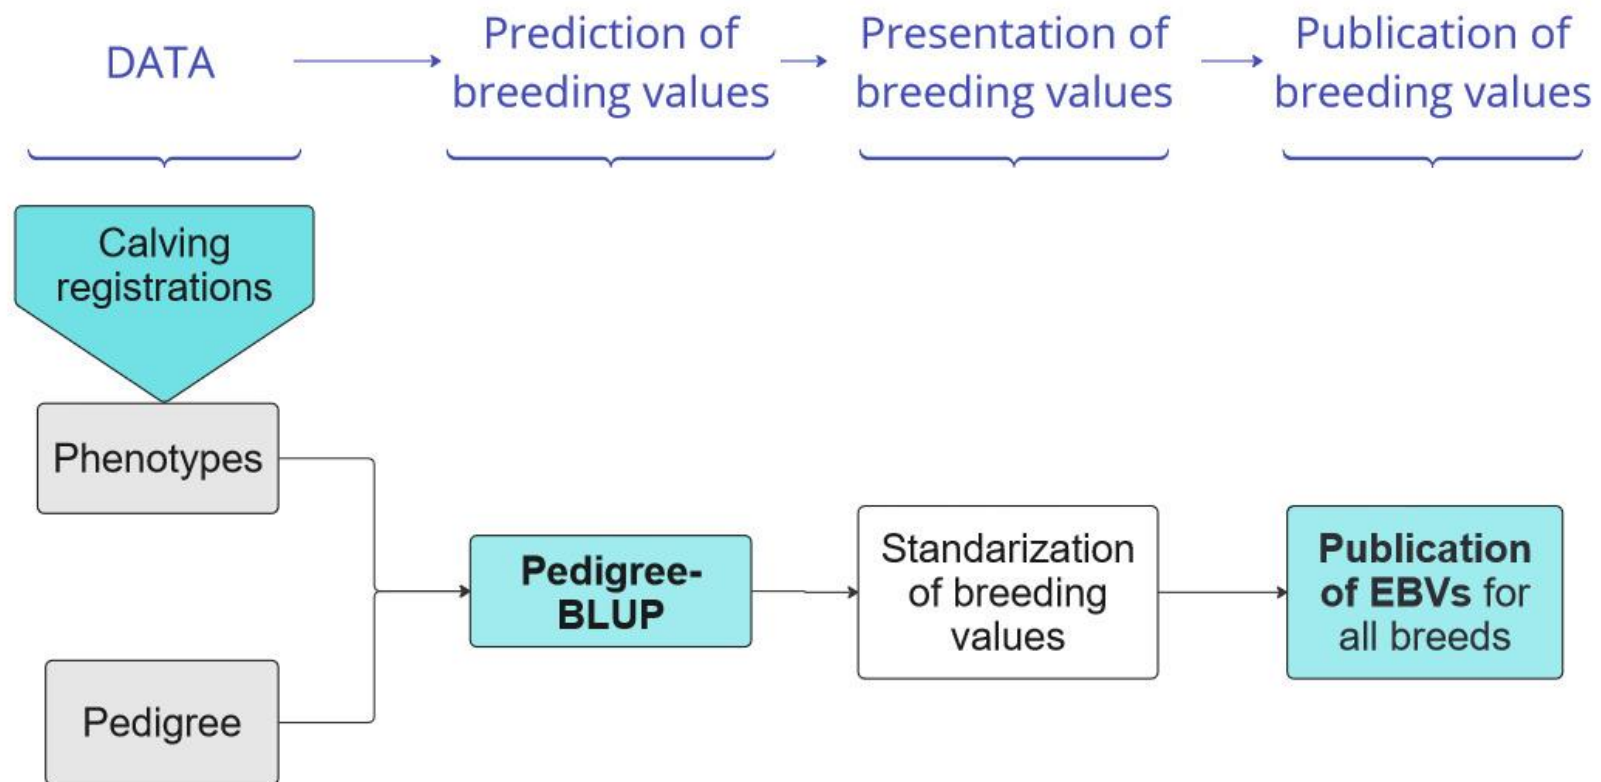 DATA
Prediction of
breeding values
Presentation of
breeding values
Publication of
breeding values
Calving
registrations
Phenotypes
Pedigree
Pedigree-
BLUP
Standarization
of breeding
values
Publication
of EBVs for
all breeds